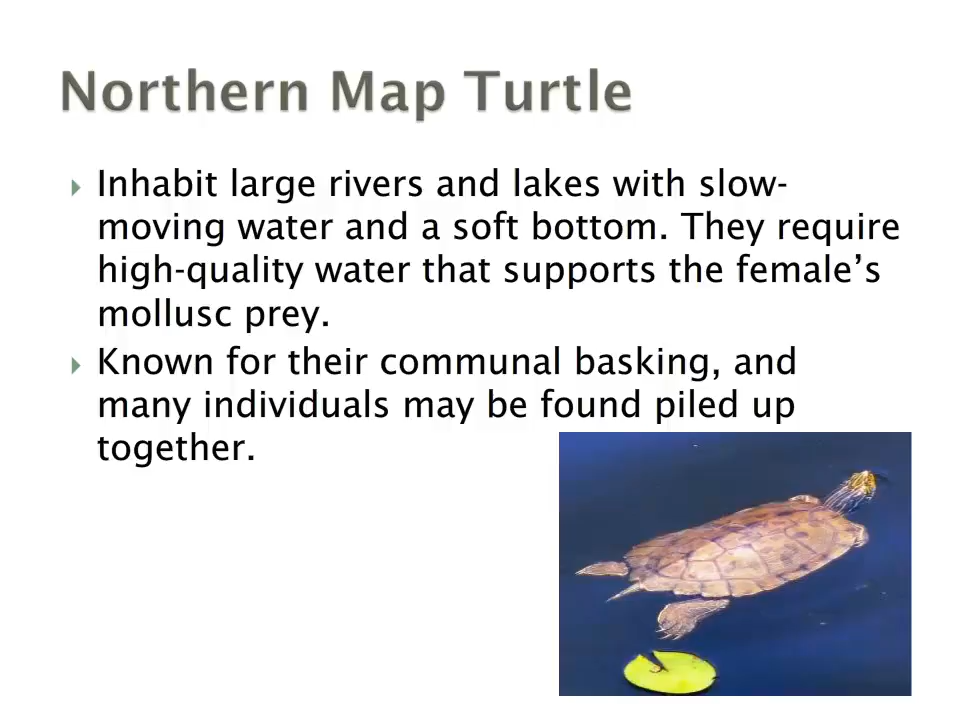 Northern Map Turtle
Inhabit large rivers and lakes with slow-
moving water and a soft bottom. They require
high-quality water that supports the female’s
mollusc prey.
Known for their communal basking, and
many individuals may be found piled up
together.